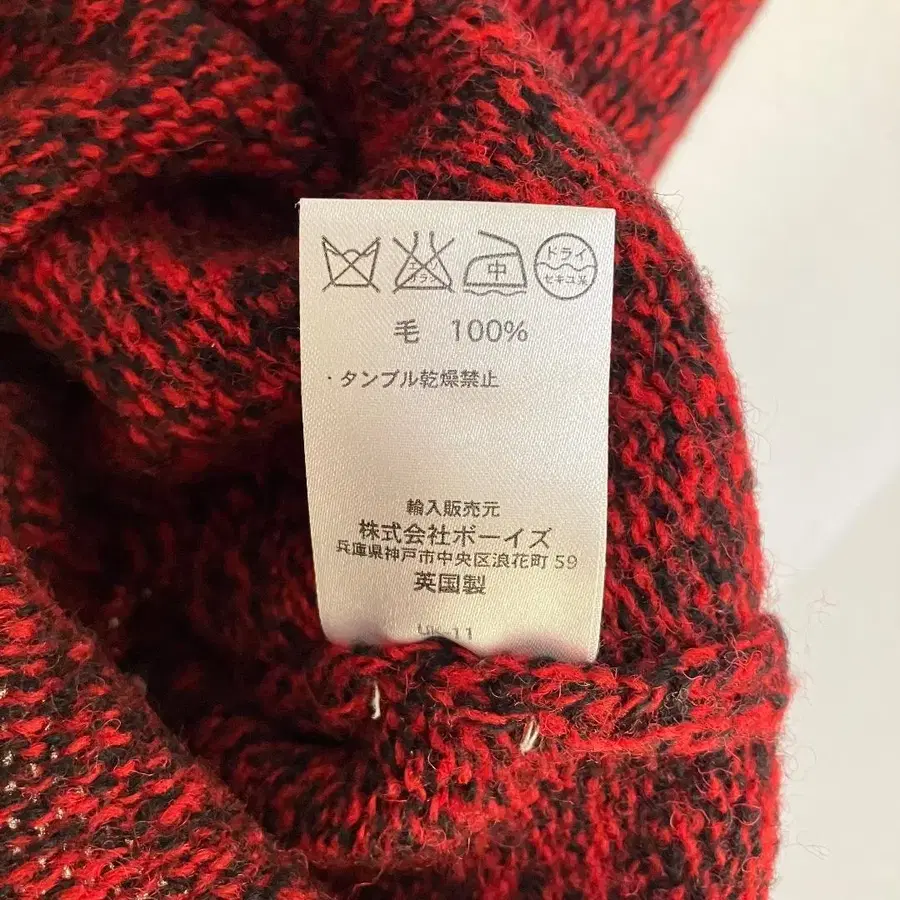 中 ドライ
セキユ系
毛 100%
・タンブル乾燥禁止
輸入販売元
株式会社ボーイズ
兵庫県神戸市中央区浪花町 59
英国製